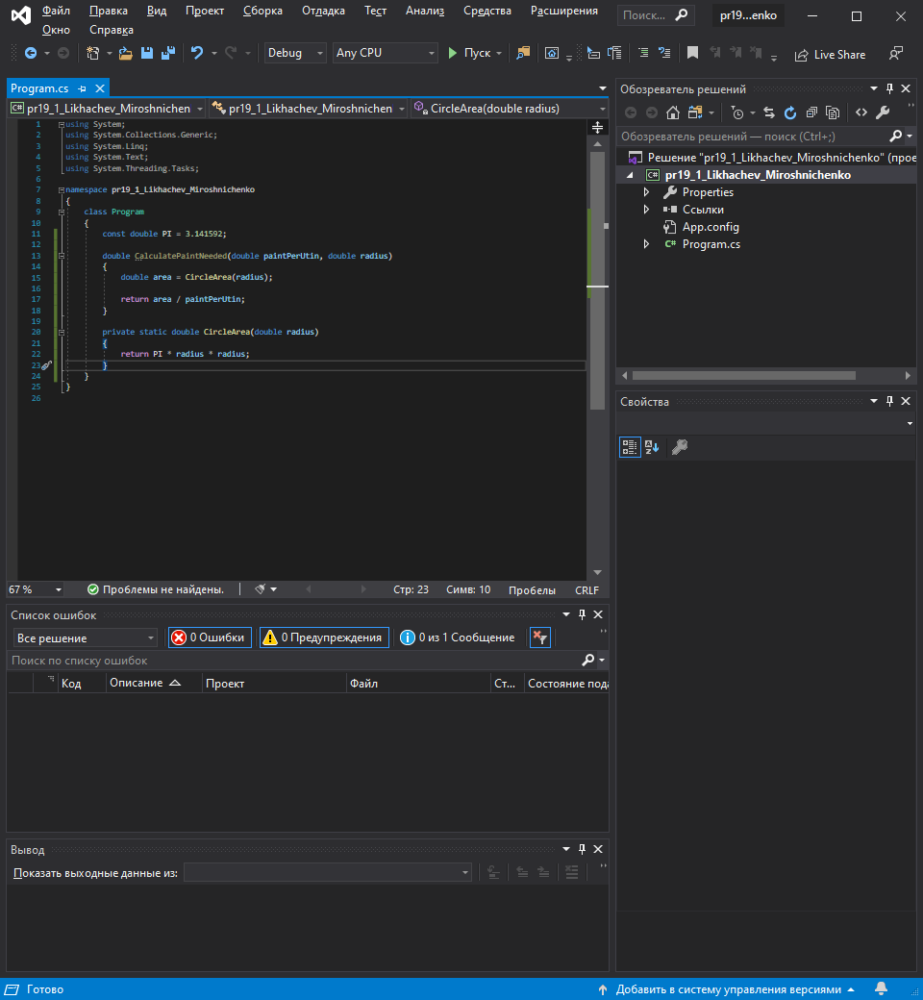 Файл Правка Вид Проект Сборка Отладка Тест Анализ Средства Расширения
Поиск...
pr19...enko
Окно Справка
Debug Any CPU Пуск Live Share
Program.cs
pr19_1_Likhachev_Miroshnichen
pr19_1_Likhachev_Miroshnichen
CircleArea(double radius)
1 using System;
2 using System.Collections.Generic;
3 using System.Linq;
4 using System.Text;
5 using System.Threading.Tasks;
6
7 namespace pr19_1_Likhachev_Miroshnichenko
8 {
9 class Program
10 {
11 const double PI = 3.141592;
12
13 double CalculatePaintNeeded(double paintPerUtin, double radius)
14 {
15 double area = CircleArea(radius);
16
17 return area / paintPerUtin;
18 }
19
20 private static double CircleArea(double radius)
21 {
22 return PI * radius * radius;
23 }
24 }
25 }
26
67 % Проблемы не найдены. Стр: 23 Симв: 10 Пробелы CRLF
Список ошибок
Все решение 0 Ошибки 0 Предупреждения 0 из 1 Сообщение
Поиск по списку ошибок
Код Описание Проект Файл Ст... Состояние пода
Вывод
Показать выходные данные из:
Обозреватель решений
Обозреватель решений — поиск (Ctrl+;)
Решение "pr19_1_Likhachev_Miroshnichenko" (прое
pr19_1_Likhachev_Miroshnichenko
Properties
Ссылки
App.config
Program.cs
Свойства
Готово Добавить в систему управления версиями